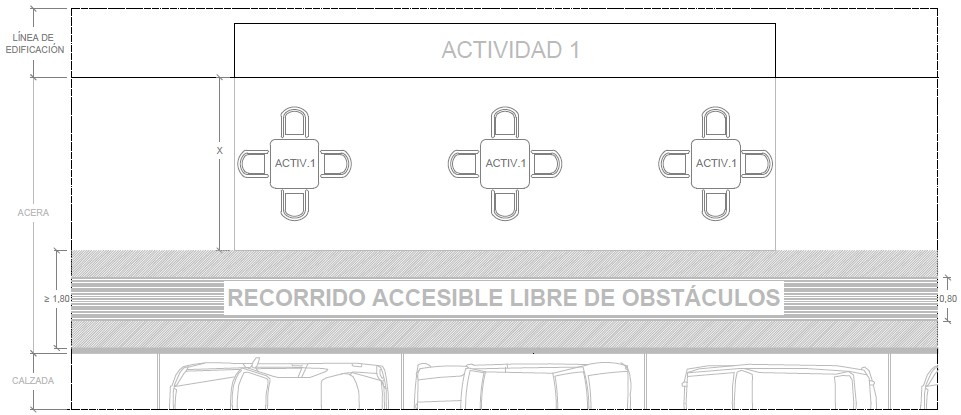 LÍNEA DE
EDIFICACIÓN
ACTIVIDAD 1
X
ACTIV.1
ACTIV.1
ACTIV.1
ACERA
≥ 1,80
RECORRIDO ACCESIBLE LIBRE DE OBSTÁCULOS
0,80
CALZADA